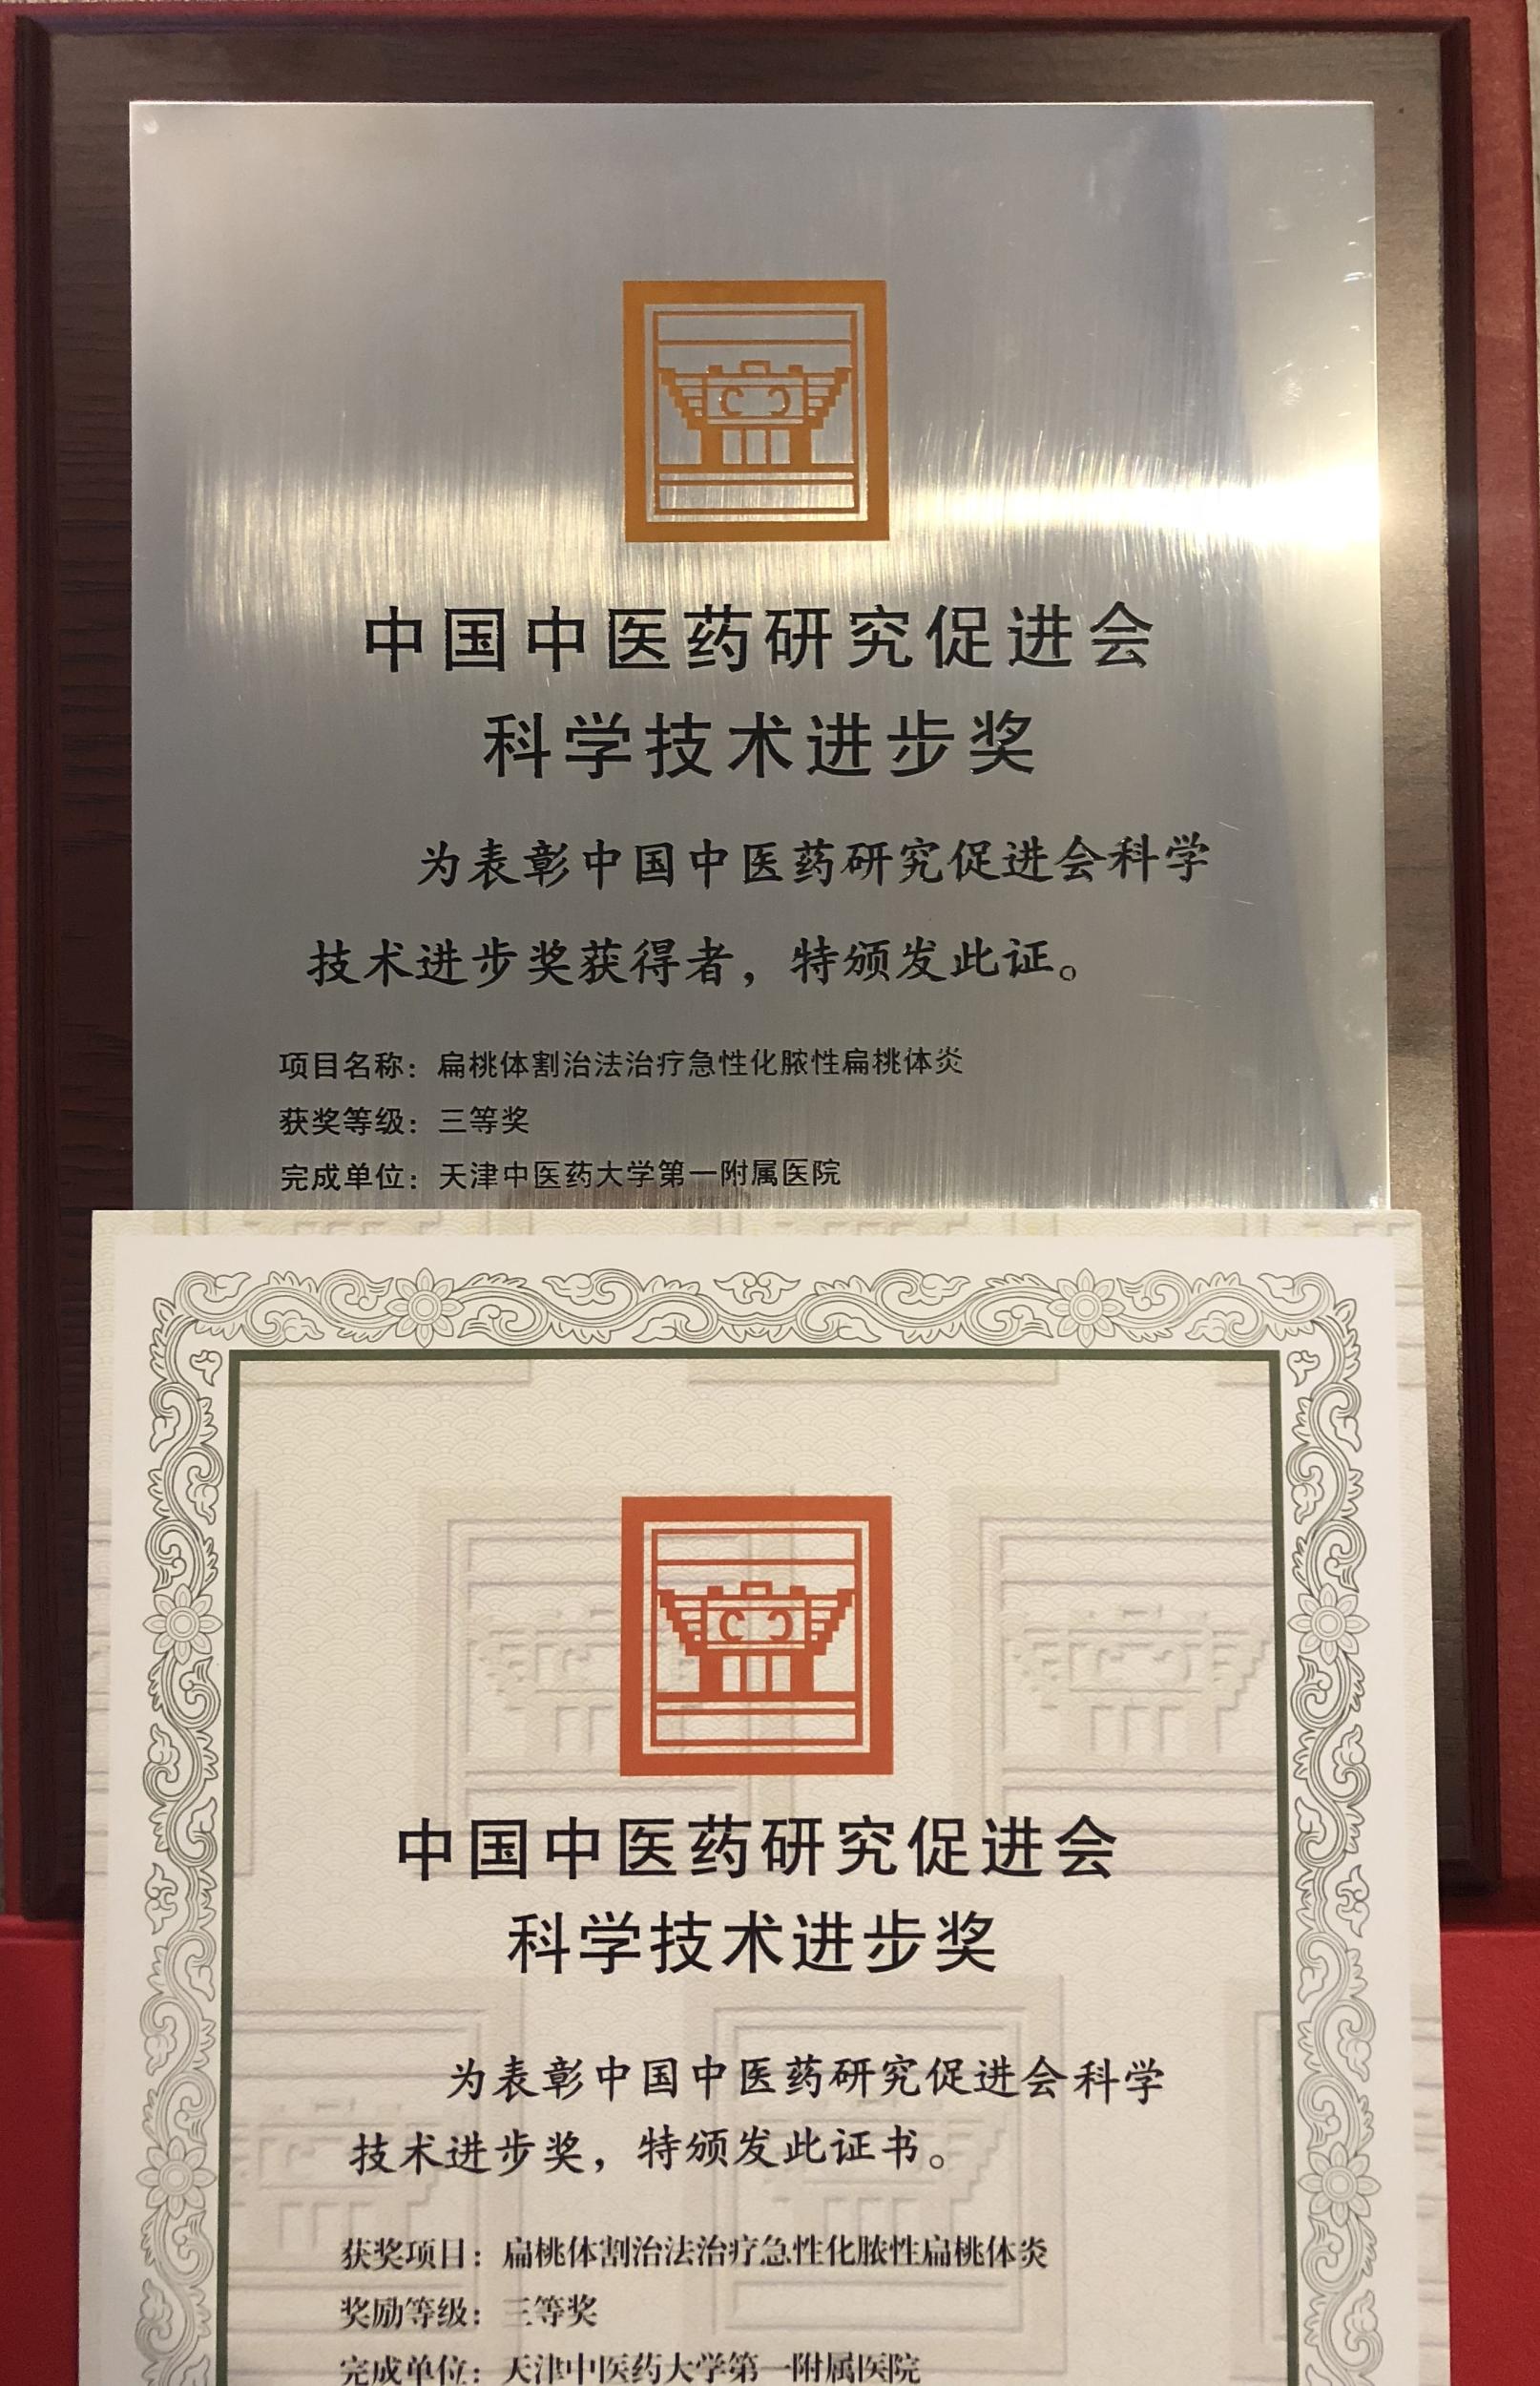 中国中医药研究促进会
科学技术进步奖
为表彰中国中医药研究促进会科学
技术进步奖获得者，特颁发此证。
项目名称：扁桃体割治法治疗急性化脓性扁桃体炎
获奖等级：三等奖
完成单位：天津中医药大学第一附属医院
中国中医药研究促进会
科学技术进步奖
为表彰中国中医药研究促进会科学
技术进步奖，特颁发此证书。
获奖项目：扁桃体割治法治疗急性化脓性扁桃体炎
奖励等级：三等奖
完成单位：天津中医药大学第一附属医院